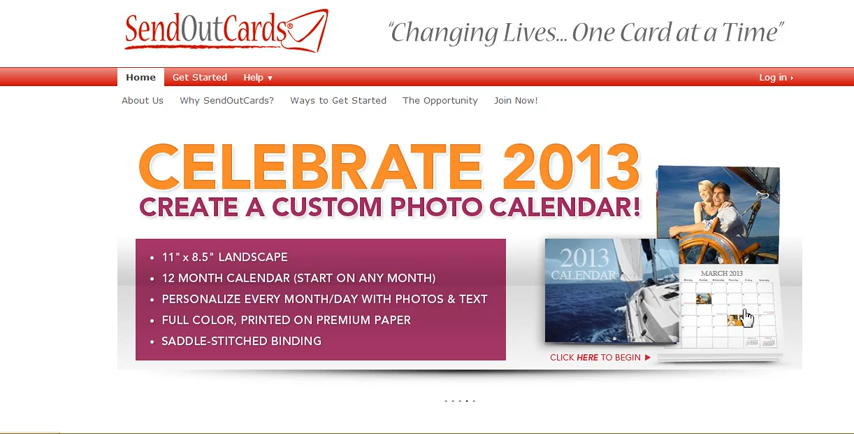 SendOutCards®
“Changing Lives... One Card at a Time”
Home Get Started Help ▼ Log in ›
About Us Why SendOutCards? Ways to Get Started The Opportunity Join Now!
CELEBRATE 2013
CREATE A CUSTOM PHOTO CALENDAR!
• 11" x 8.5" LANDSCAPE
• 12 MONTH CALENDAR (START ON ANY MONTH)
• PERSONALIZE EVERY MONTH/DAY WITH PHOTOS & TEXT
• FULL COLOR, PRINTED ON PREMIUM PAPER
• SADDLE-STITCHED BINDING
2013
CALENDAR
MARCH 2013
CLICK HERE TO BEGIN ▶